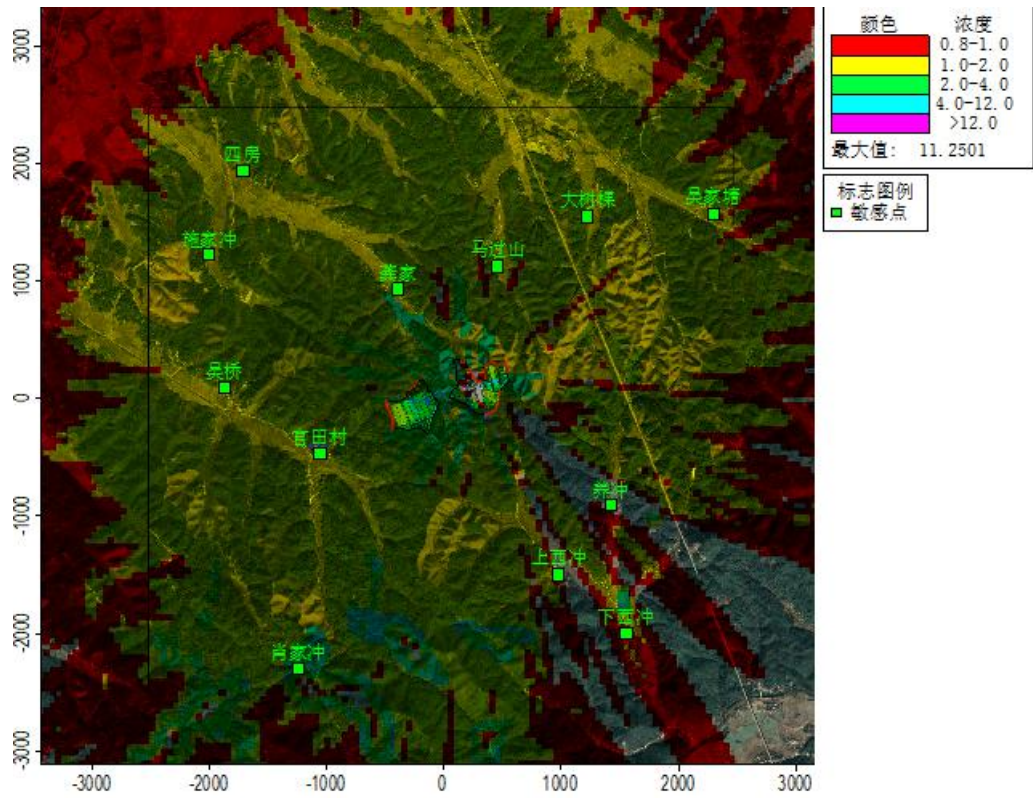 颜色 浓度
0.8-1.0
1.0-2.0
2.0-4.0
4.0-12.0
>12.0
最大值: 11.2501
标志图例
敏感点
3000
2000
1000
0
-1000
-2000
-3000
四房
大树棵
吴家塘
施家冲
马过山
龚家
吴桥
官田村
上西冲
下西冲
肖家冲
-3000
-2000
-1000
0
1000
2000
3000